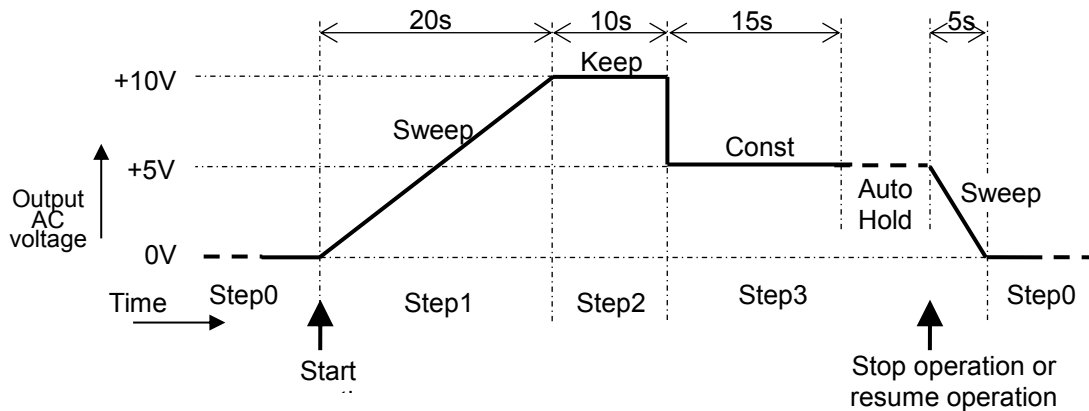 20s 10s 15s 5s
Keep
+10V
Sweep
Const
+5V
Output
AC
voltage
Auto
Hold
Sweep
0V
Time
Step0 Step1 Step2 Step3 Step0
Start
Stop operation or
resume operation